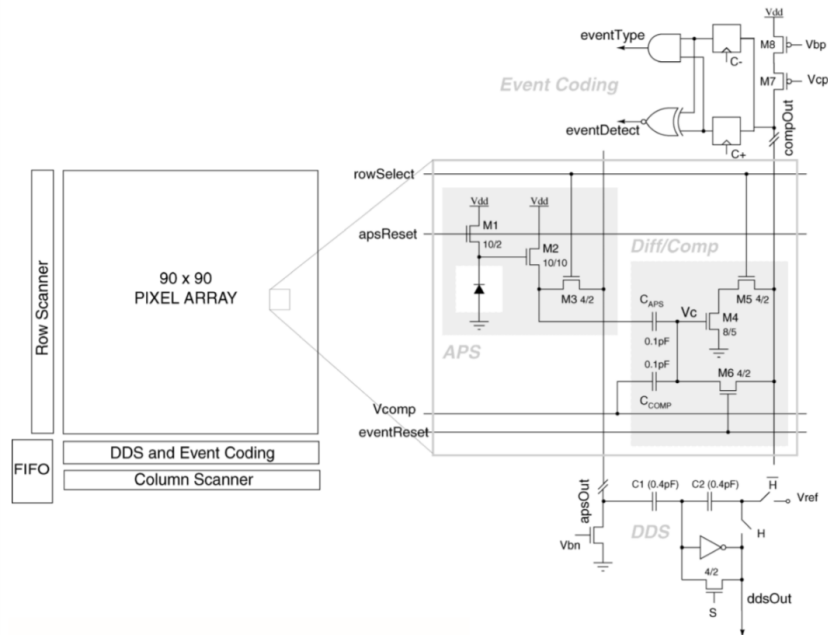 eventType
Vdd
M8
Vbp
C-
M7
Vcp
Event Coding
eventDetect
C+
compOut
rowSelect
Vdd
Vdd
M1
apsReset
10/2
M2
10/10
Diff/Comp
M3 4/2
M5 4/2
C_APS
Vc
M4
8/5
0.1pF
APS
0.1pF
M6 4/2
C_COMP
Vcomp
eventReset
Row Scanner
90 x 90
PIXEL ARRAY
FIFO
DDS and Event Coding
Column Scanner
apsOut
C1 (0.4pF)
C2 (0.4pF)
H
Vref
Vbn
DDS
H
4/2
S
ddsOut